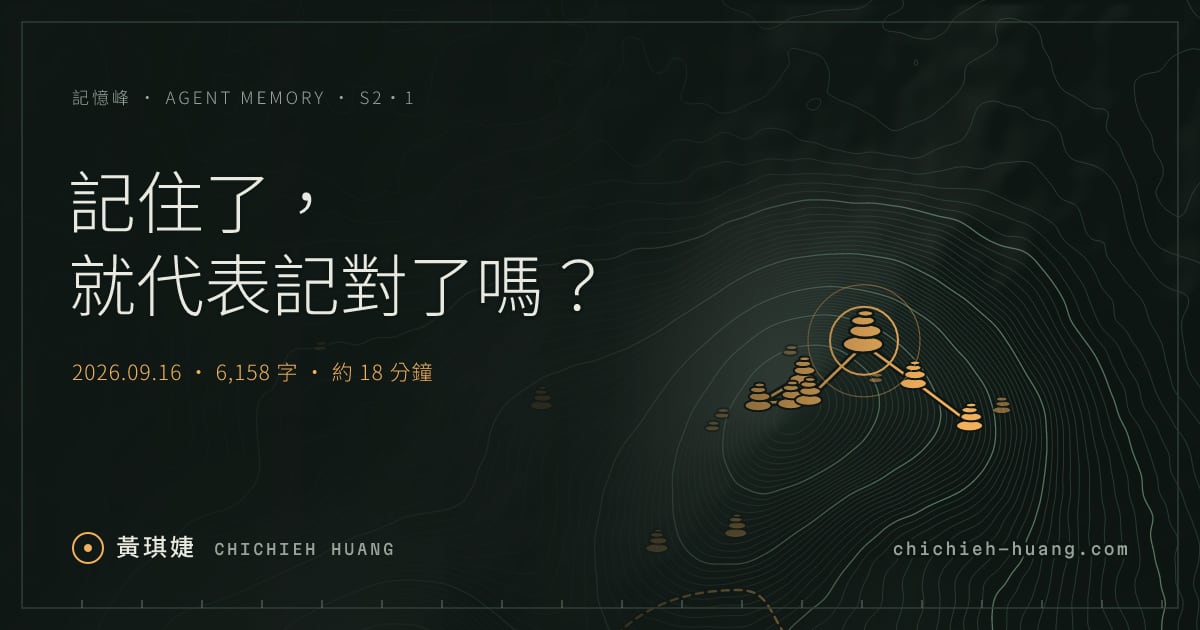 記憶峰 · AGENT MEMORY · S2·1
記住了，
就代表記對了嗎？
2026.09.16 · 6,158 字 · 約 18 分鐘
黃琪婕 CHICHIEH HUANG
chichieh-huang.com